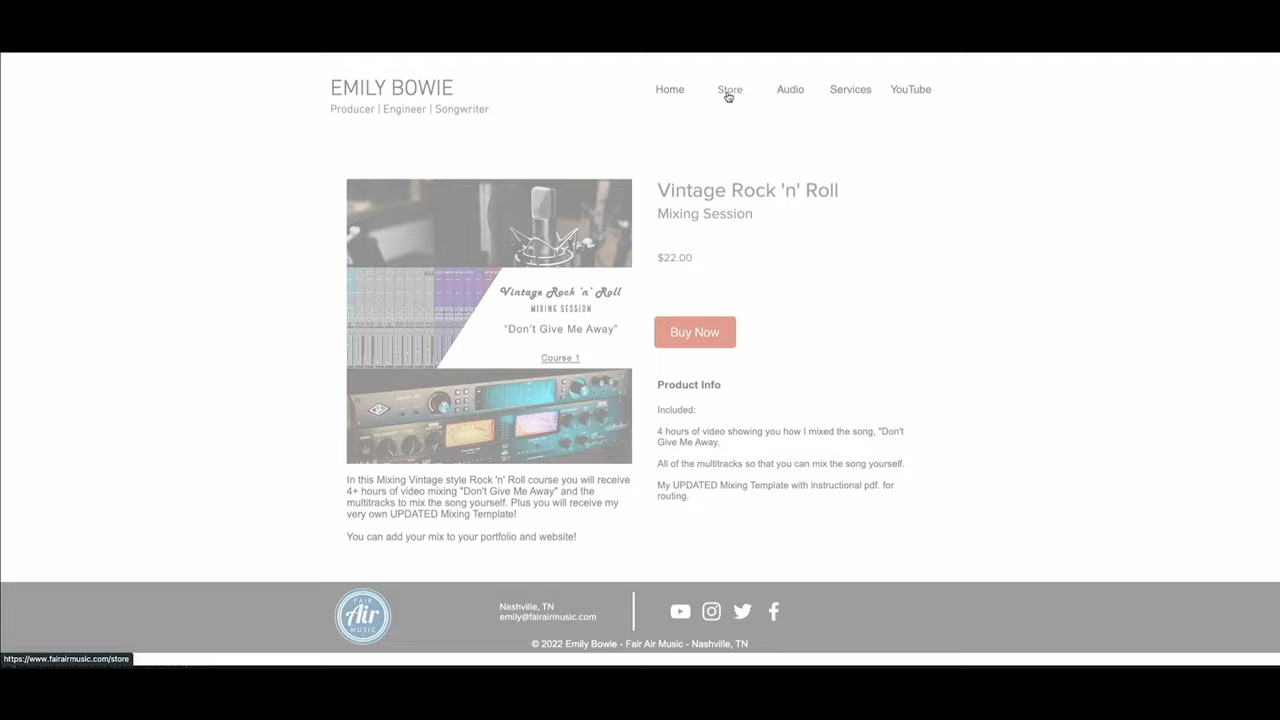 EMILY BOWIE
Producer | Engineer | Songwriter
Home
Store
Audio
Services
YouTube
Vintage Rock 'n' Roll
MIXING SESSION
"Don't Give Me Away"
Course 1
In this Mixing Vintage style Rock 'n' Roll course you will receive
4+ hours of video mixing "Don't Give Me Away" and the
multitracks to mix the song yourself. Plus you will receive my
very own UPDATED Mixing Template!
You can add your mix to your portfolio and website!
Vintage Rock 'n' Roll
Mixing Session
$22.00
Buy Now
Product Info
Included:
4 hours of video showing you how I mixed the song, "Don't
Give Me Away.
All of the multitracks so that you can mix the song yourself.
My UPDATED Mixing Template with instructional pdf. for
routing.
FAIR
Air
MUSIC
Nashville, TN
emily@fairairmusic.com
© 2022 Emily Bowie - Fair Air Music - Nashville, TN
https://www.fairairmusic.com/store